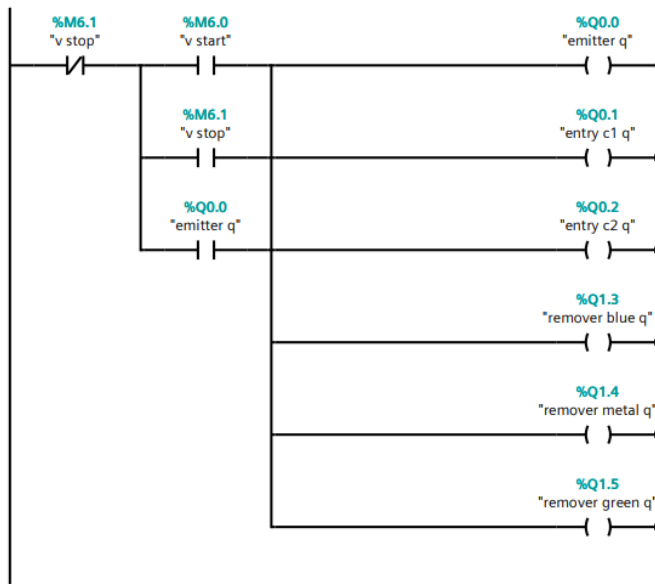 %M6.1
"v stop"
%M6.0
"v start"
%Q0.0
"emitter q"
%M6.1
"v stop"
%Q0.1
"entry c1 q"
%Q0.0
"emitter q"
%Q0.2
"entry c2 q"
%Q1.3
"remover blue q"
%Q1.4
"remover metal q"
%Q1.5
"remover green q"